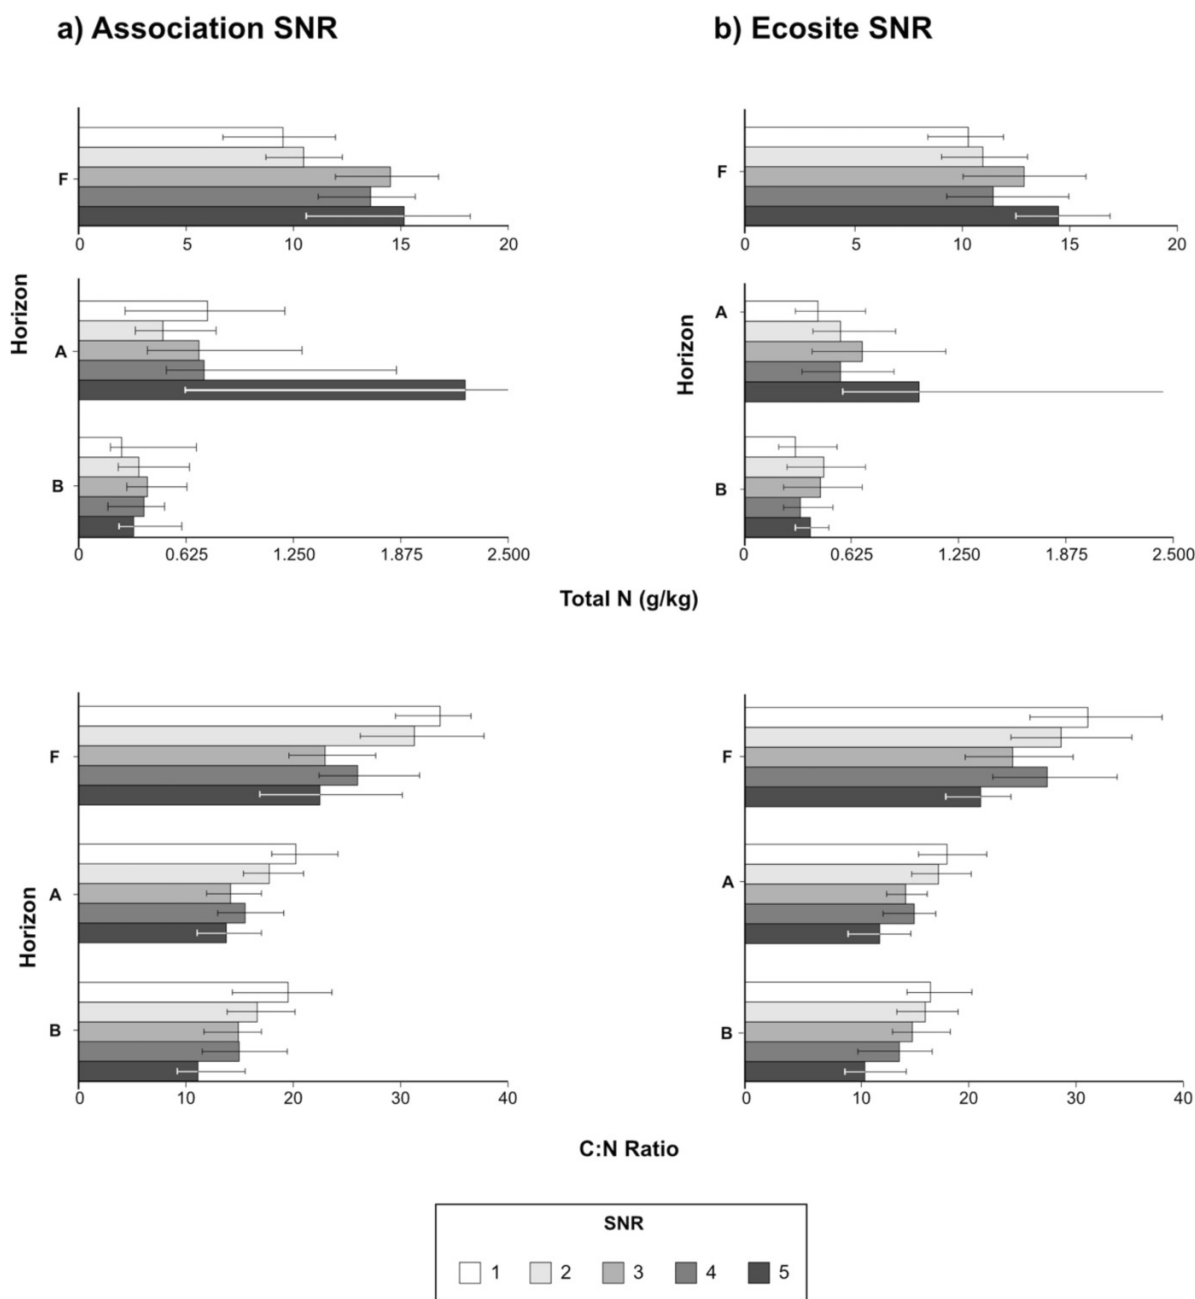 a) Association SNR
b) Ecosite SNR
F
0 5 10 15 20
A
B
Horizon
0 0.625 1.250 1.875 2.500
F
0 5 10 15 20
A
B
Horizon
0 0.625 1.250 1.875 2.500
Total N (g/kg)
F
A
B
Horizon
0 10 20 30 40
F
A
B
0 10 20 30 40
C:N Ratio
SNR
1 2 3 4 5